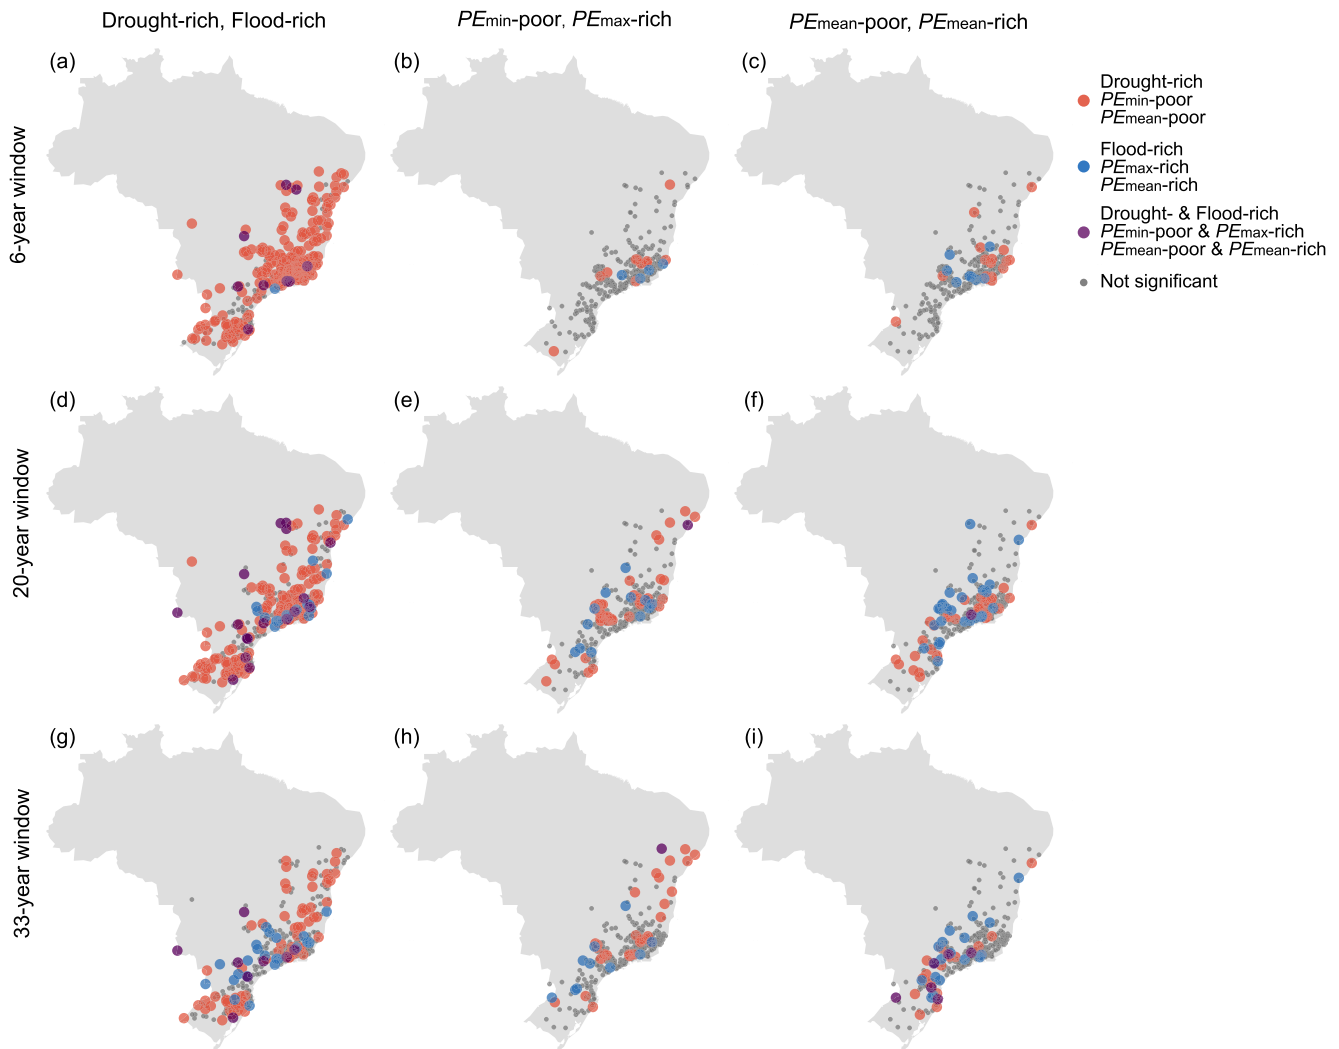 Drought-rich, Flood-rich
PEmin-poor, PEmax-rich
PEmean-poor, PEmean-rich
(a)
(b)
(c)
Drought-rich
PEmin-poor
PEmean-poor
Flood-rich
PEmax-rich
PEmean-rich
Drought- & Flood-rich
PEmin-poor & PEmax-rich
PEmean-poor & PEmean-rich
Not significant
6-year window
(d)
(e)
(f)
20-year window
(g)
(h)
(i)
33-year window